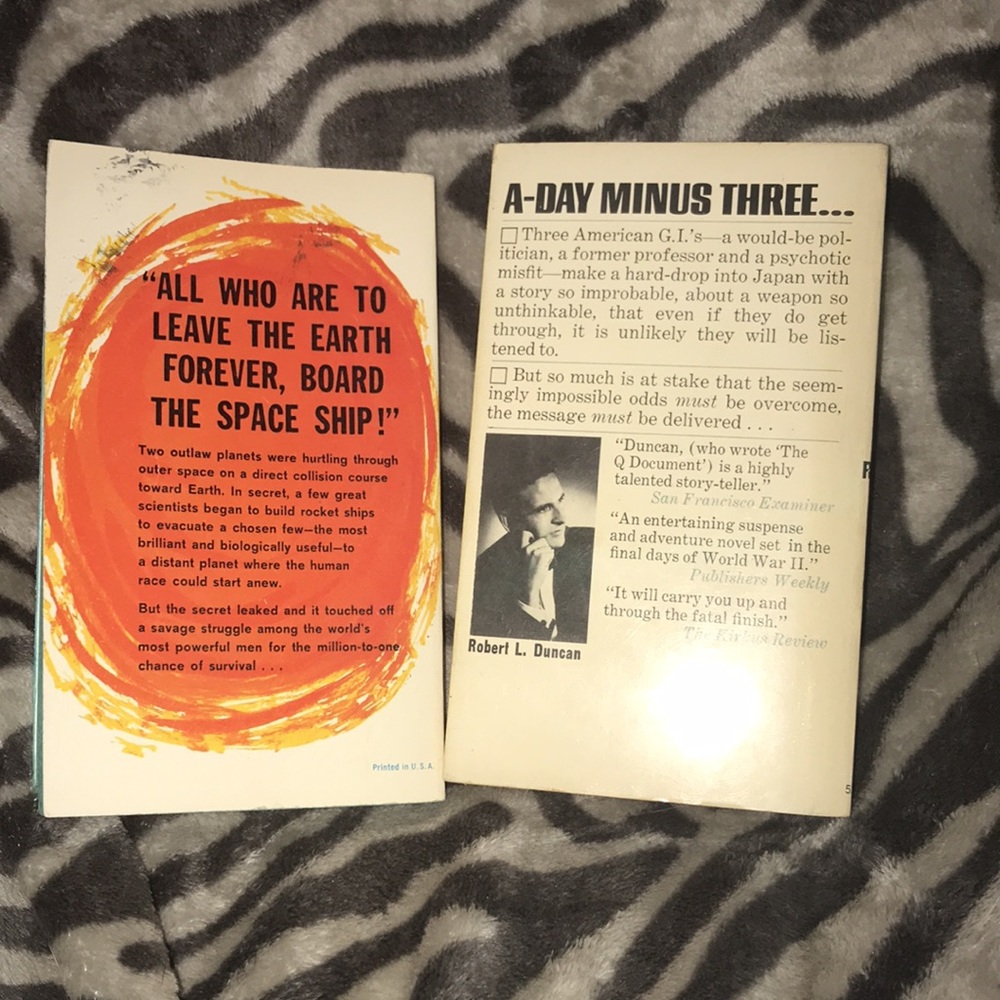 “ALL WHO ARE TO
LEAVE THE EARTH
FOREVER, BOARD
THE SPACE SHIP!”
Two outlaw planets were hurtling through
outer space on a direct collision course
toward Earth. In secret, a few great
scientists began to build rocket ships
to evacuate a chosen few—the most
brilliant and biologically useful—to
a distant planet where the human
race could start anew.
But the secret leaked and it touched off
a savage struggle among the world's
most powerful men for the million-to-one
chance of survival . . .
Printed in U.S.A.
A-DAY MINUS THREE...
Three American G.I.'s—a would-be pol-
itician, a former professor and a psychotic
misfit—make a hard-drop into Japan with
a story so improbable, about a weapon so
unthinkable, that even if they do get
through, it is unlikely they will be lis-
tened to.
But so much is at stake that the seem-
ingly impossible odds must be overcome,
the message must be delivered . . .
“Duncan, (who wrote ‘The
Q Document’) is a highly
talented story-teller.”
San Francisco Examiner
“An entertaining suspense
and adventure novel set in the
final days of World War II.”
Publishers Weekly
“It will carry you up and
through the fatal finish.”
The Kirkus Review
Robert L. Duncan
5